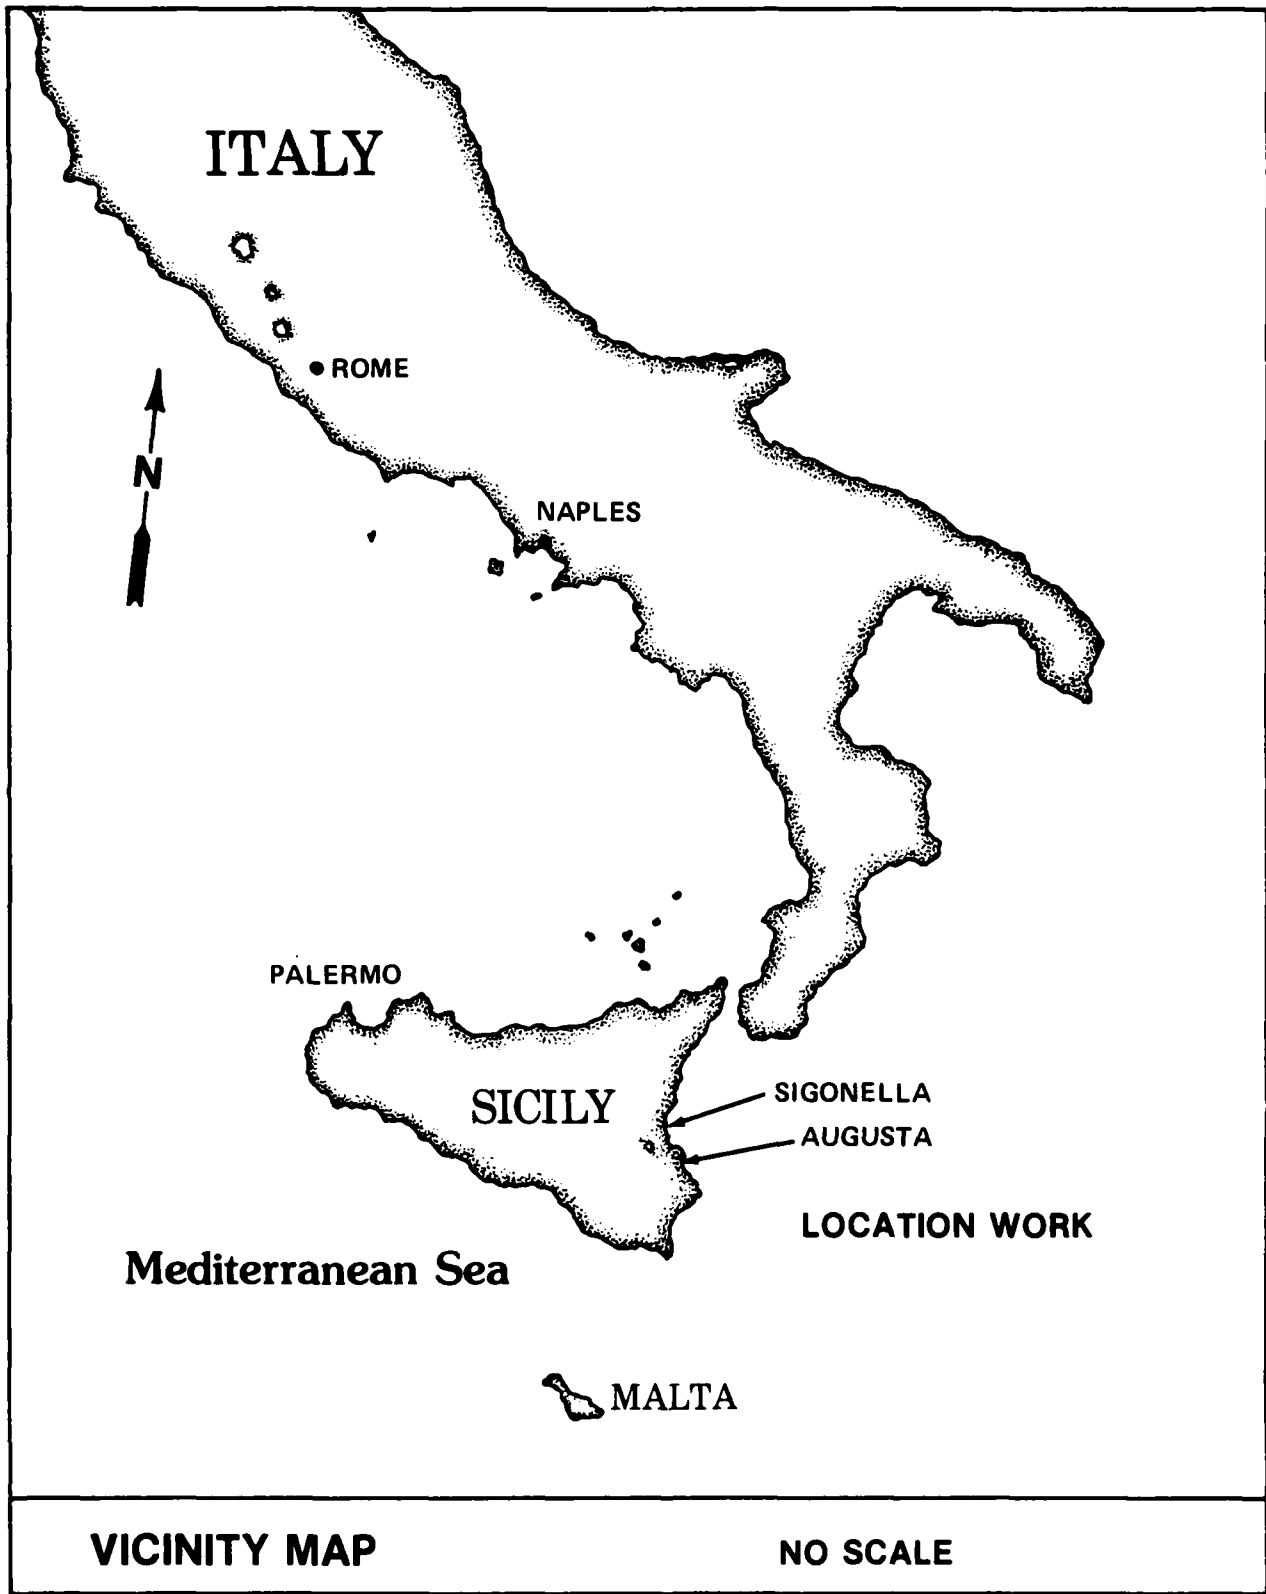 ITALY
ROME
N
NAPLES
PALERMO
SICILY
SIGONELLA
AUGUSTA
LOCATION WORK
Mediterranean Sea
MALTA
VICINITY MAP
NO SCALE